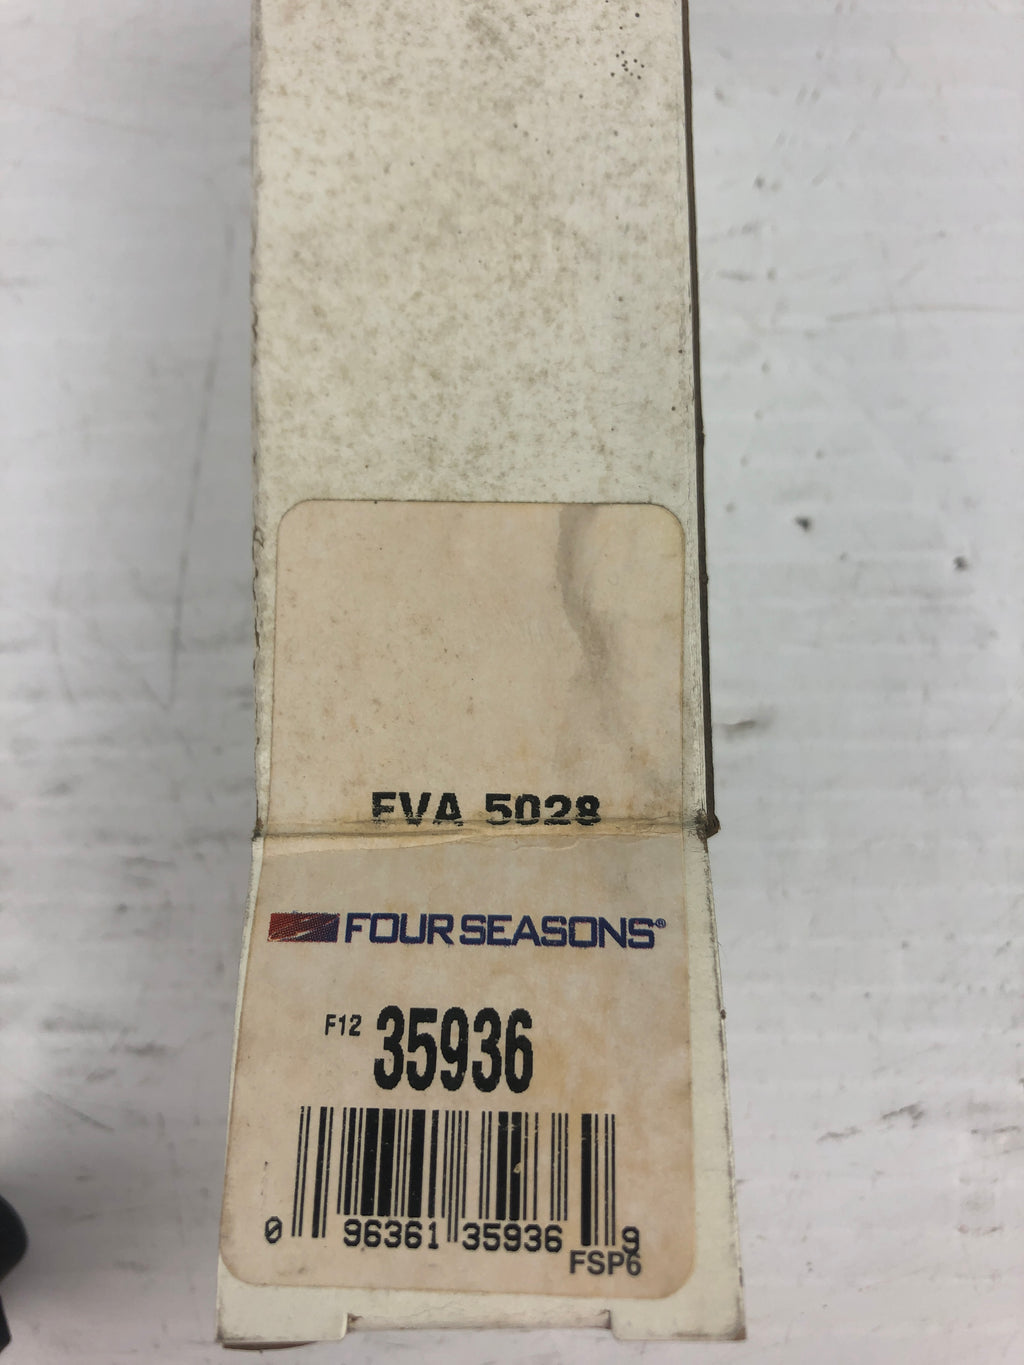 EVA 5028
FOUR SEASONS®
F12 35936
0 96361 35936 9
FSP6